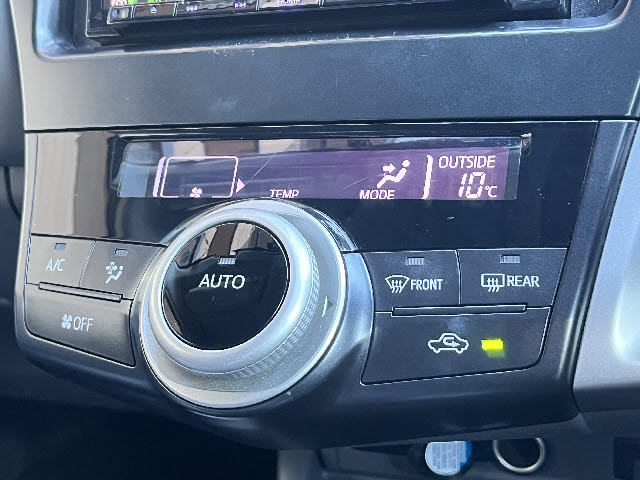 OUTSIDE
TEMP
MODE
10℃
A/C
AUTO
FRONT
REAR
OFF